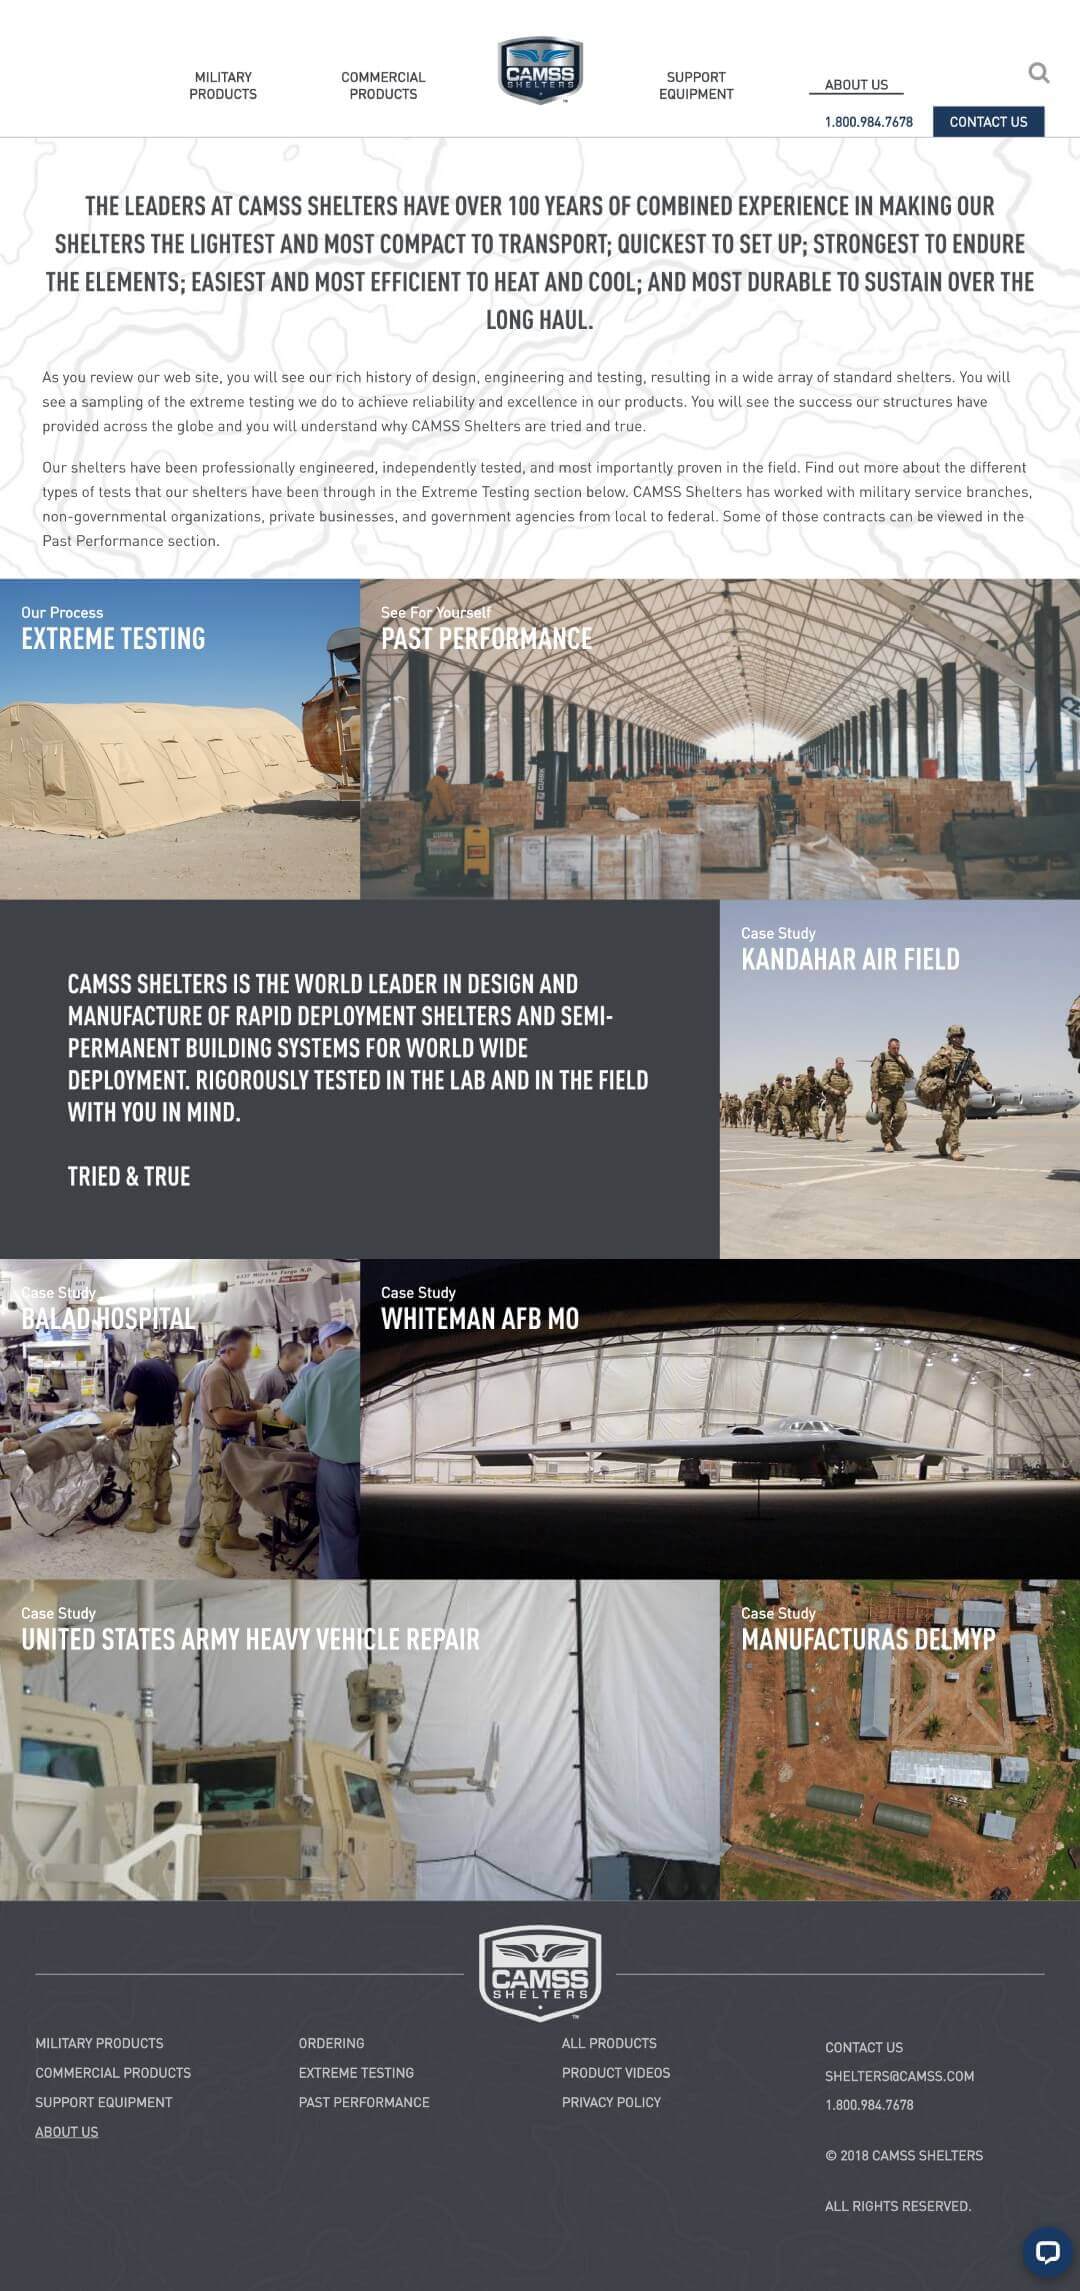 MILITARY
PRODUCTS
COMMERCIAL
PRODUCTS
CAMSS
SHELTERS
™
SUPPORT
EQUIPMENT
ABOUT US
1.800.984.7678
CONTACT US
THE LEADERS AT CAMSS SHELTERS HAVE OVER 100 YEARS OF COMBINED EXPERIENCE IN MAKING OUR
SHELTERS THE LIGHTEST AND MOST COMPACT TO TRANSPORT; QUICKEST TO SET UP; STRONGEST TO ENDURE
THE ELEMENTS; EASIEST AND MOST EFFICIENT TO HEAT AND COOL; AND MOST DURABLE TO SUSTAIN OVER THE
LONG HAUL.
As you review our web site, you will see our rich history of design, engineering and testing, resulting in a wide array of standard shelters. You will
see a sampling of the extreme testing we do to achieve reliability and excellence in our products. You will see the success our structures have
provided across the globe and you will understand why CAMSS Shelters are tried and true.
Our shelters have been professionally engineered, independently tested, and most importantly proven in the field. Find out more about the different
types of tests that our shelters have been through in the Extreme Testing section below. CAMSS Shelters has worked with military service branches,
non-governmental organizations, private businesses, and government agencies from local to federal. Some of those contracts can be viewed in the
Past Performance section.
Our Process
EXTREME TESTING
See For Yourself
PAST PERFORMANCE
CAMSS SHELTERS IS THE WORLD LEADER IN DESIGN AND
MANUFACTURE OF RAPID DEPLOYMENT SHELTERS AND SEMI-
PERMANENT BUILDING SYSTEMS FOR WORLD WIDE
DEPLOYMENT. RIGOROUSLY TESTED IN THE LAB AND IN THE FIELD
WITH YOU IN MIND.
TRIED & TRUE
Case Study
KANDAHAR AIR FIELD
Case Study
BALAD HOSPITAL
Case Study
WHITEMAN AFB MO
Case Study
UNITED STATES ARMY HEAVY VEHICLE REPAIR
Case Study
MANUFACTURAS DELMYP
CAMSS
SHELTERS
™
MILITARY PRODUCTS
COMMERCIAL PRODUCTS
SUPPORT EQUIPMENT
ABOUT US
ORDERING
EXTREME TESTING
PAST PERFORMANCE
ALL PRODUCTS
PRODUCT VIDEOS
PRIVACY POLICY
CONTACT US
SHELTERS@CAMSS.COM
1.800.984.7678
© 2018 CAMSS SHELTERS
ALL RIGHTS RESERVED.